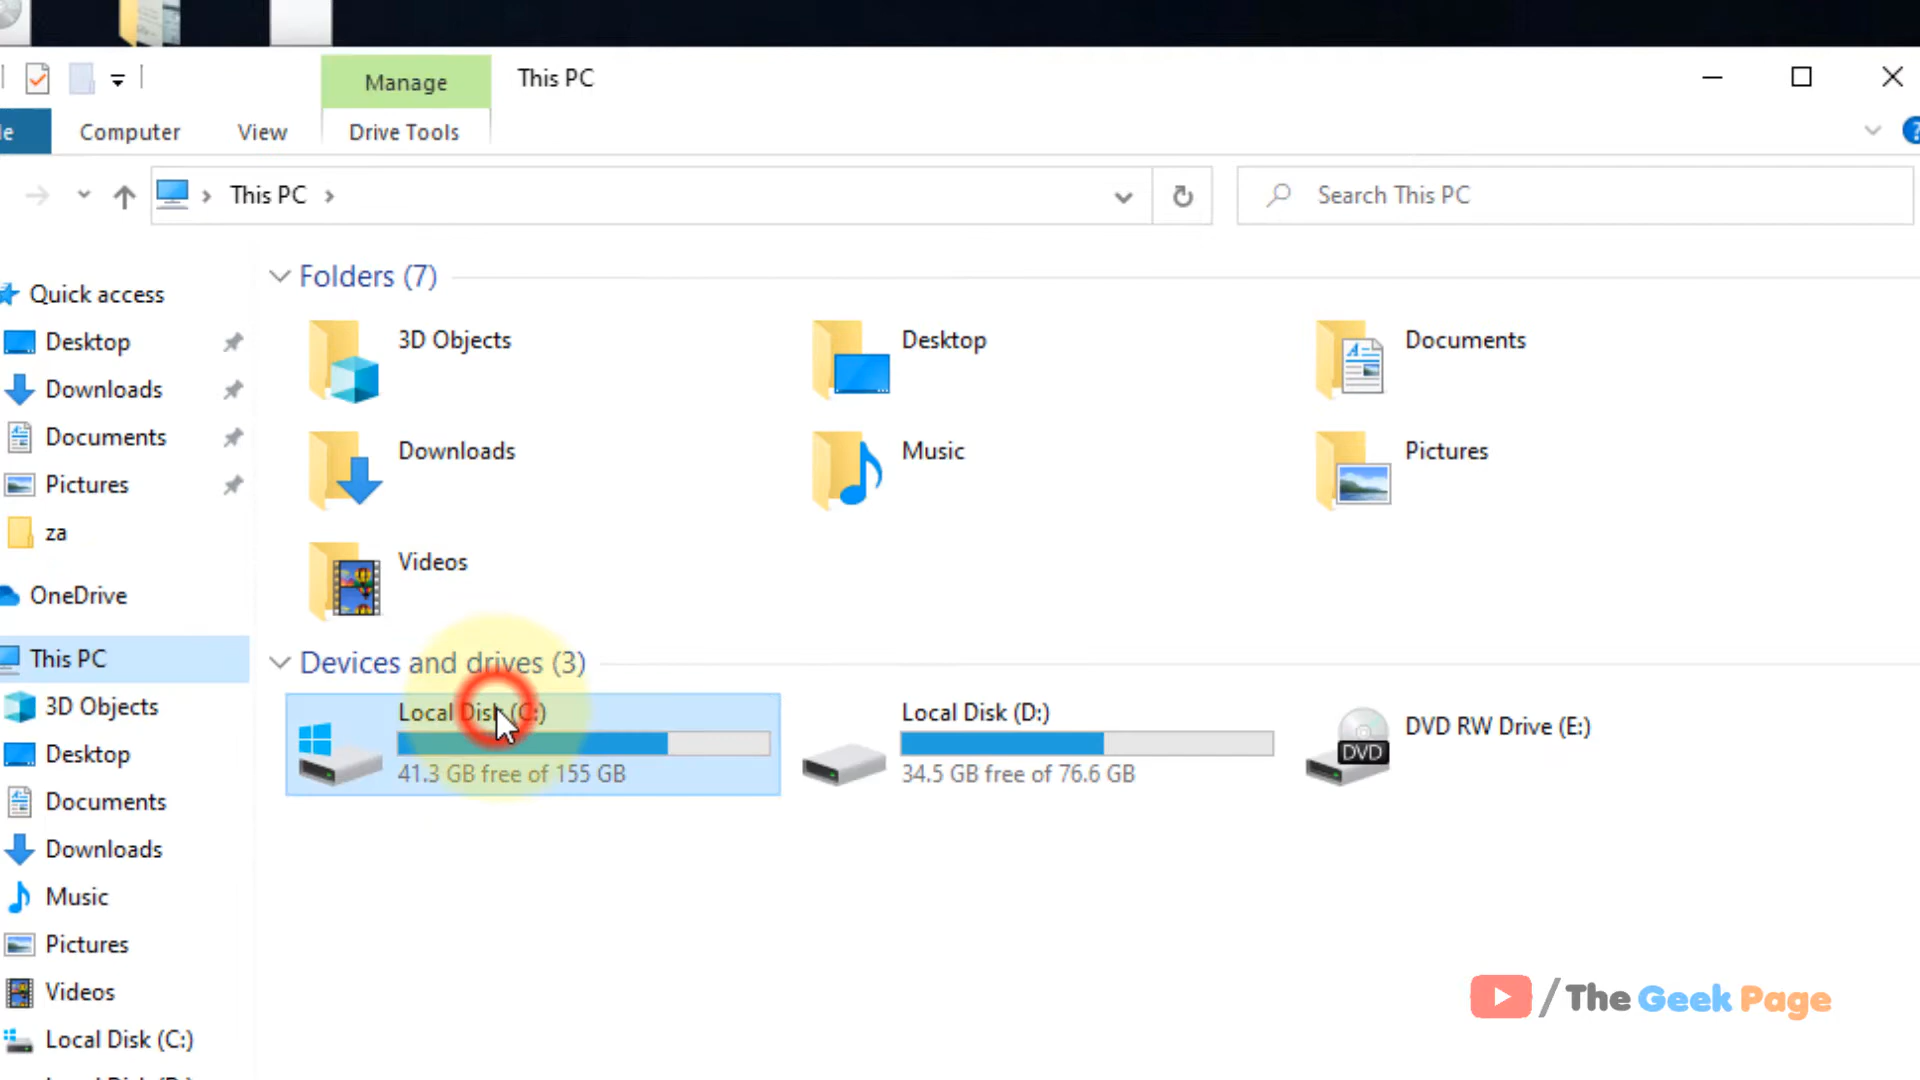 Manage
This PC
Computer
View
Drive Tools
This PC
Search This PC
Quick access
Desktop
Downloads
Documents
Pictures
za
OneDrive
This PC
3D Objects
Desktop
Documents
Downloads
Music
Pictures
Videos
Local Disk (C:)
Folders (7)
3D Objects
Desktop
Documents
Downloads
Music
Pictures
Videos
Devices and drives (3)
Local Disk (C:)
41.3 GB free of 155 GB
Local Disk (D:)
34.5 GB free of 76.6 GB
DVD RW Drive (E:)
DVD
/ The Geek Page